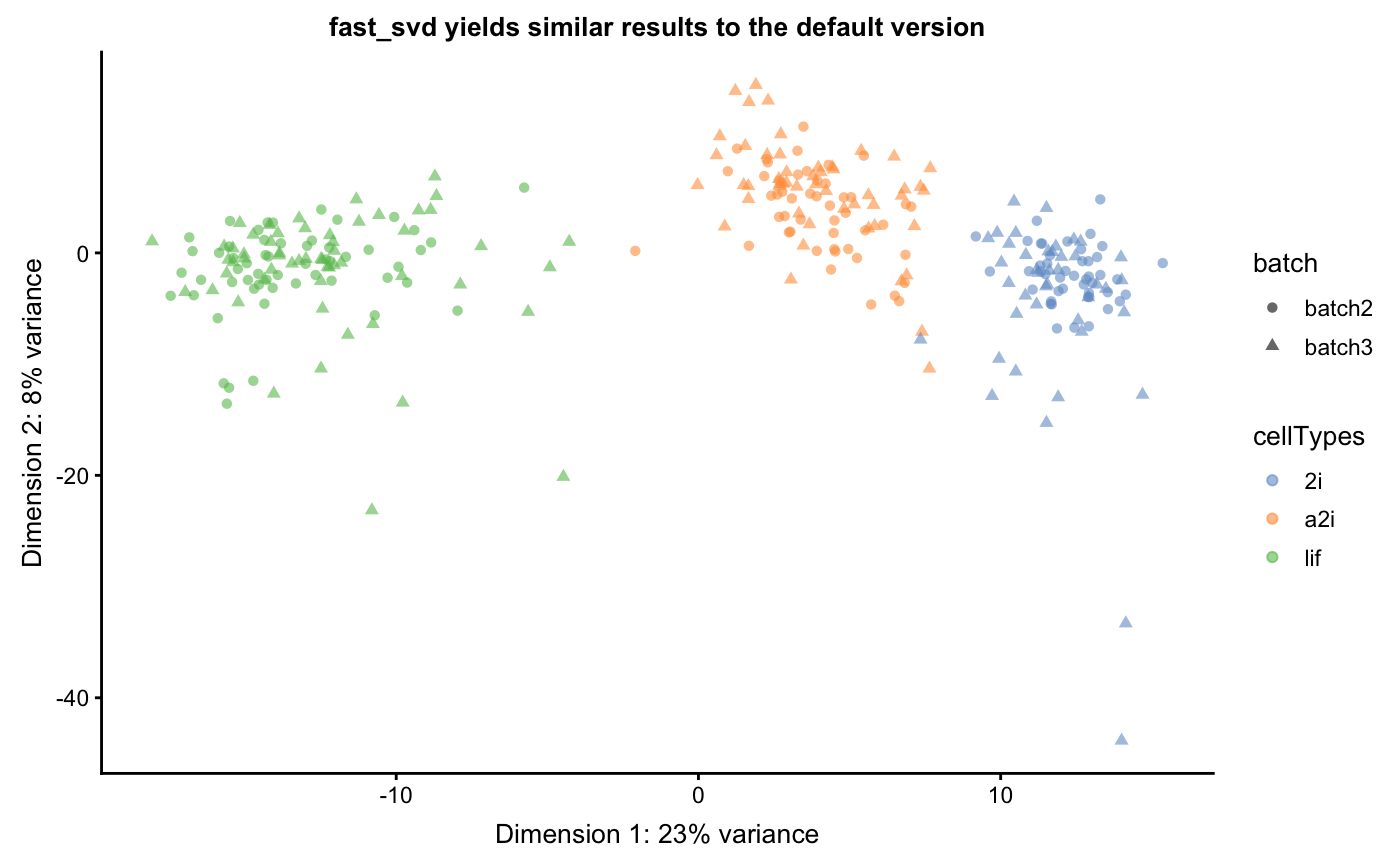 fast_svd yields similar results to the default version
0
-20
-40
Dimension 2: 8% variance
-10
0
10
Dimension 1: 23% variance
batch
batch2
batch3
cellTypes
2i
a2i
lif